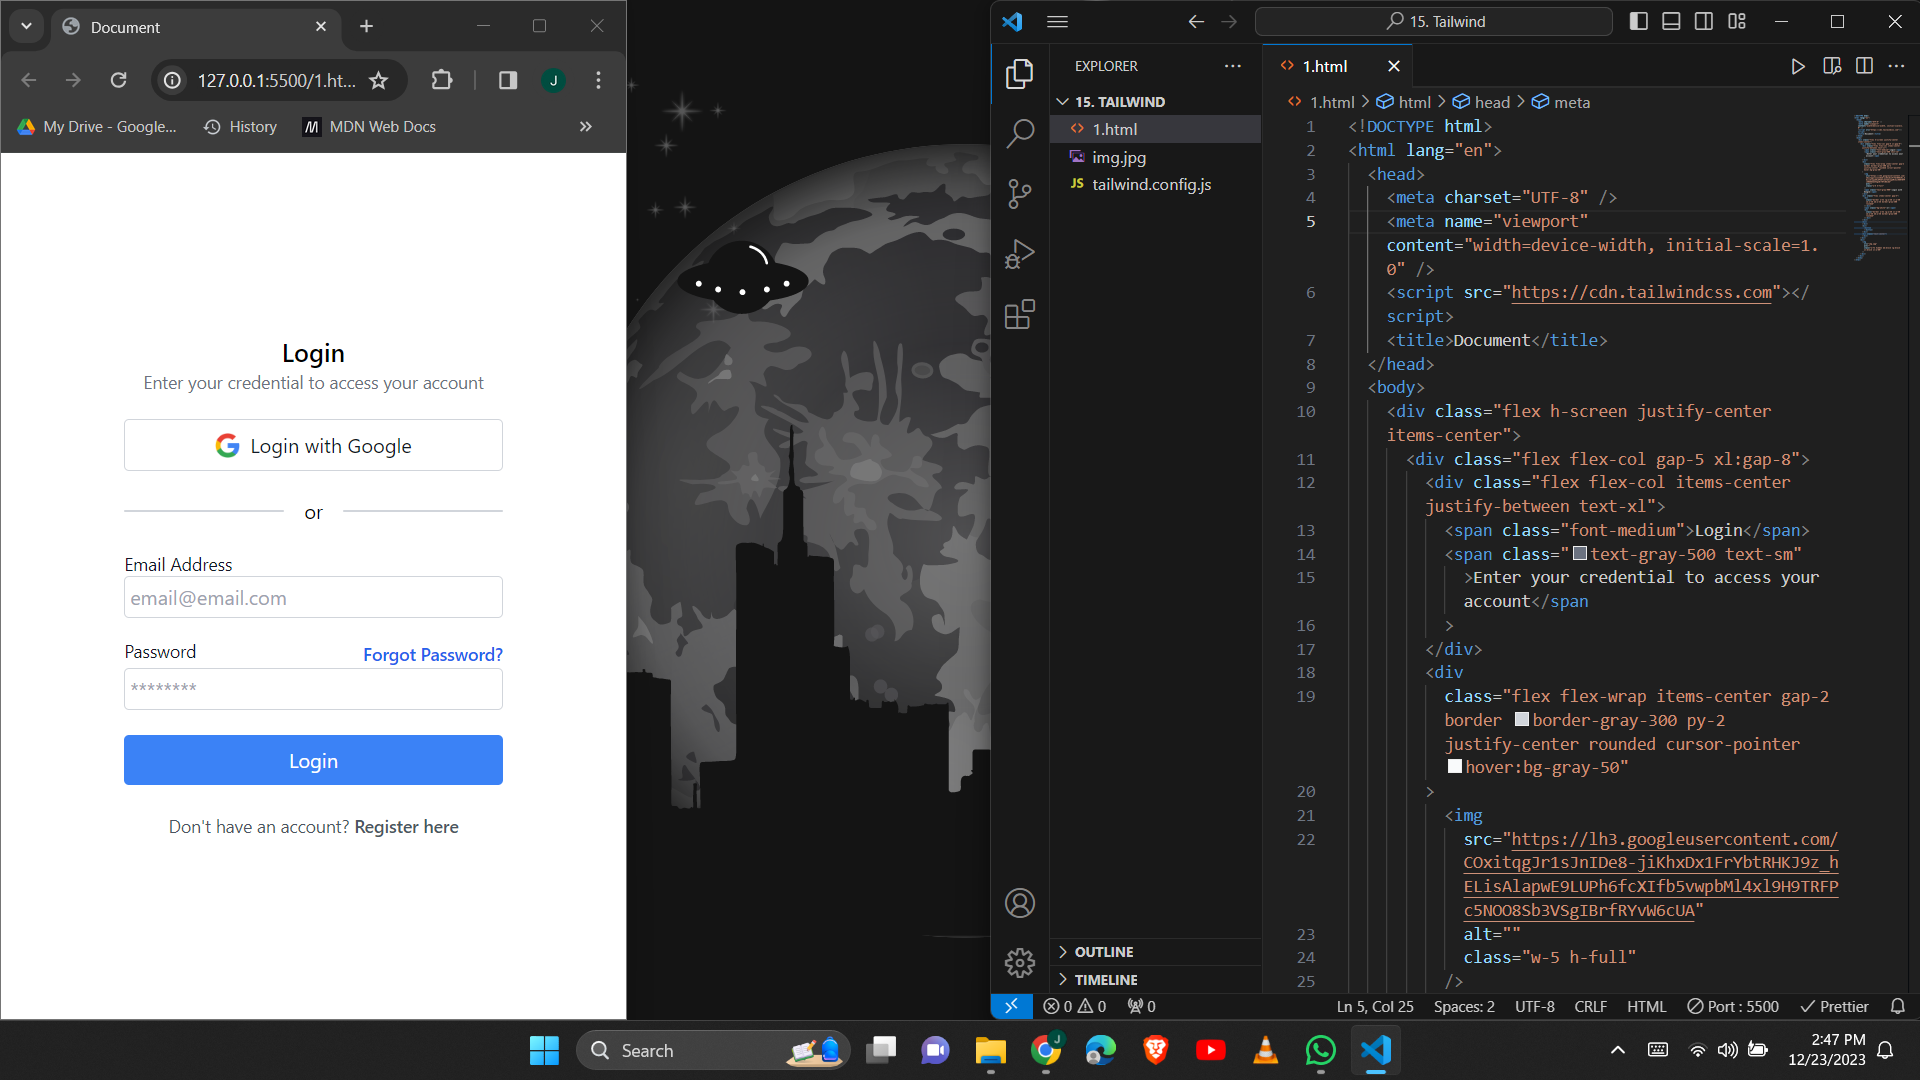 Document
127.0.0.1:5500/1.ht...
J
My Drive - Google...
History
MDN Web Docs
Login
Enter your credential to access your account
Login with Google
or
Email Address
email@email.com
Password
Forgot Password?
********
Login
Don't have an account? Register here
15. Tailwind
EXPLORER
15. TAILWIND
1.html
img.jpg
JS tailwind.config.js
OUTLINE
TIMELINE
1.html
1.html > html > head > meta
1 <!DOCTYPE html>
2 <html lang="en">
3 <head>
4 <meta charset="UTF-8" />
5 <meta name="viewport"
content="width=device-width, initial-scale=1.
0" />
6 <script src="https://cdn.tailwindcss.com"></
script>
7 <title>Document</title>
8 </head>
9 <body>
10 <div class="flex h-screen justify-center
items-center">
11 <div class="flex flex-col gap-5 xl:gap-8">
12 <div class="flex flex-col items-center
justify-between text-xl">
13 <span class="font-medium">Login</span>
14 <span class="text-gray-500 text-sm"
15 >Enter your credential to access your
account</span
16 >
17 </div>
18 <div
19 class="flex flex-wrap items-center gap-2
border border-gray-300 py-2
justify-center rounded cursor-pointer
hover:bg-gray-50"
20 >
21 <img
22 src="https://lh3.googleusercontent.com/
COxitqgJr1sJnIDe8-jiKhxDx1FrYbtRHKJ9z_h
ELisAlapwE9LUPh6fcXIfb5vwpbMl4xl9H9TRFP
c5NOO8Sb3VSgIBrfRYvW6cUA"
23 alt=""
24 class="w-5 h-full"
25 />
0 0 0
Ln 5, Col 25
Spaces: 2
UTF-8
CRLF
HTML
Port : 5500
Prettier
Search
J
2:47 PM
12/23/2023